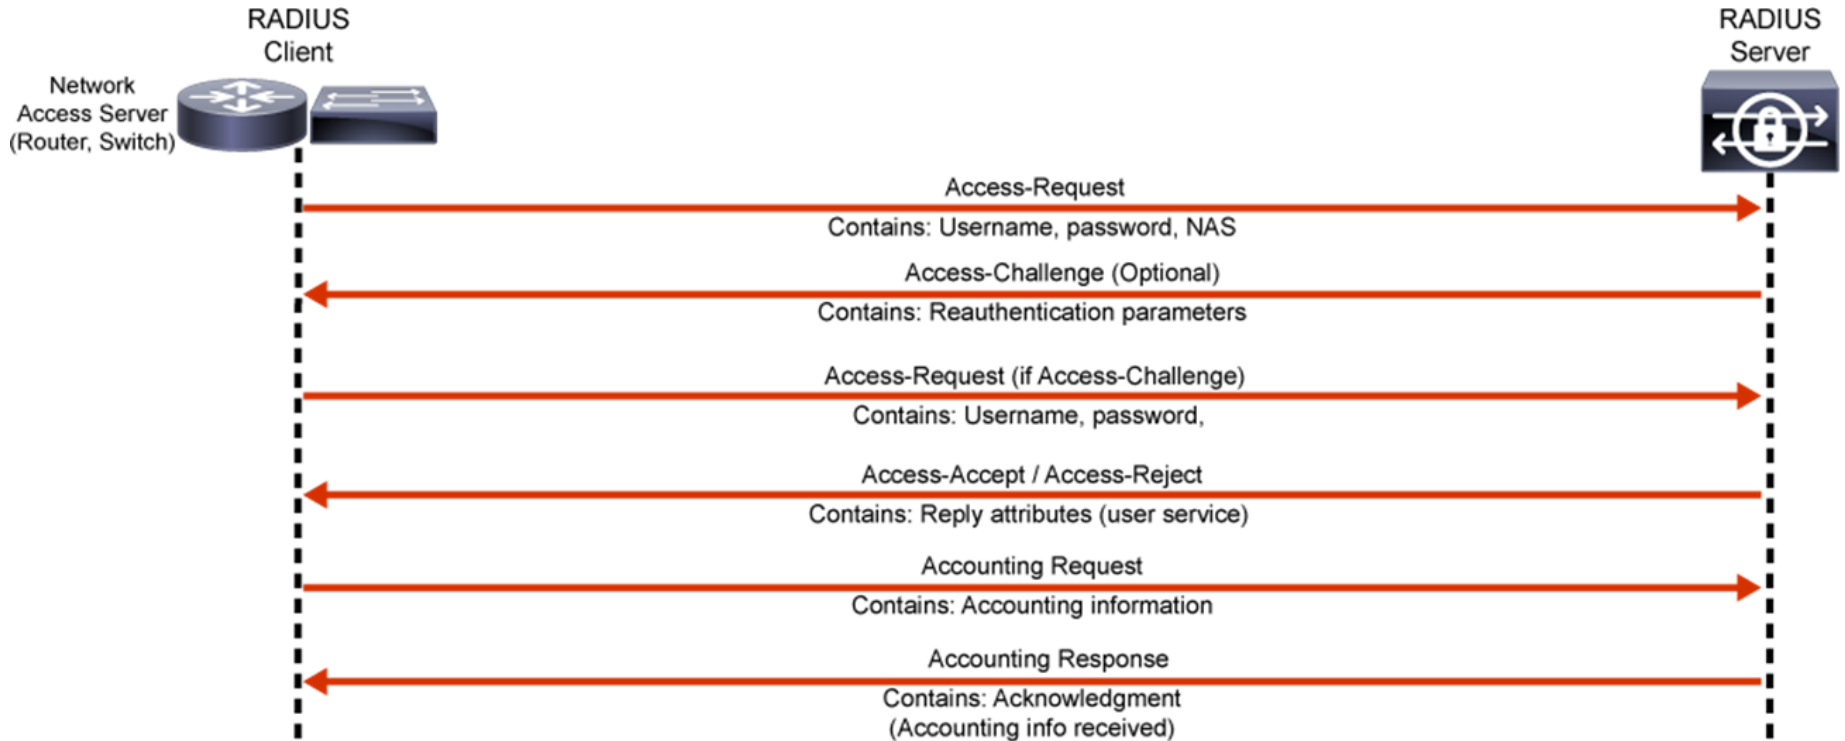 RADIUS
Client
RADIUS
Server
Network
Access Server
(Router, Switch)
Access-Request
Contains: Username, password, NAS
Access-Challenge (Optional)
Contains: Reauthentication parameters
Access-Request (if Access-Challenge)
Contains: Username, password,
Access-Accept / Access-Reject
Contains: Reply attributes (user service)
Accounting Request
Contains: Accounting information
Accounting Response
Contains: Acknowledgment
(Accounting info received)